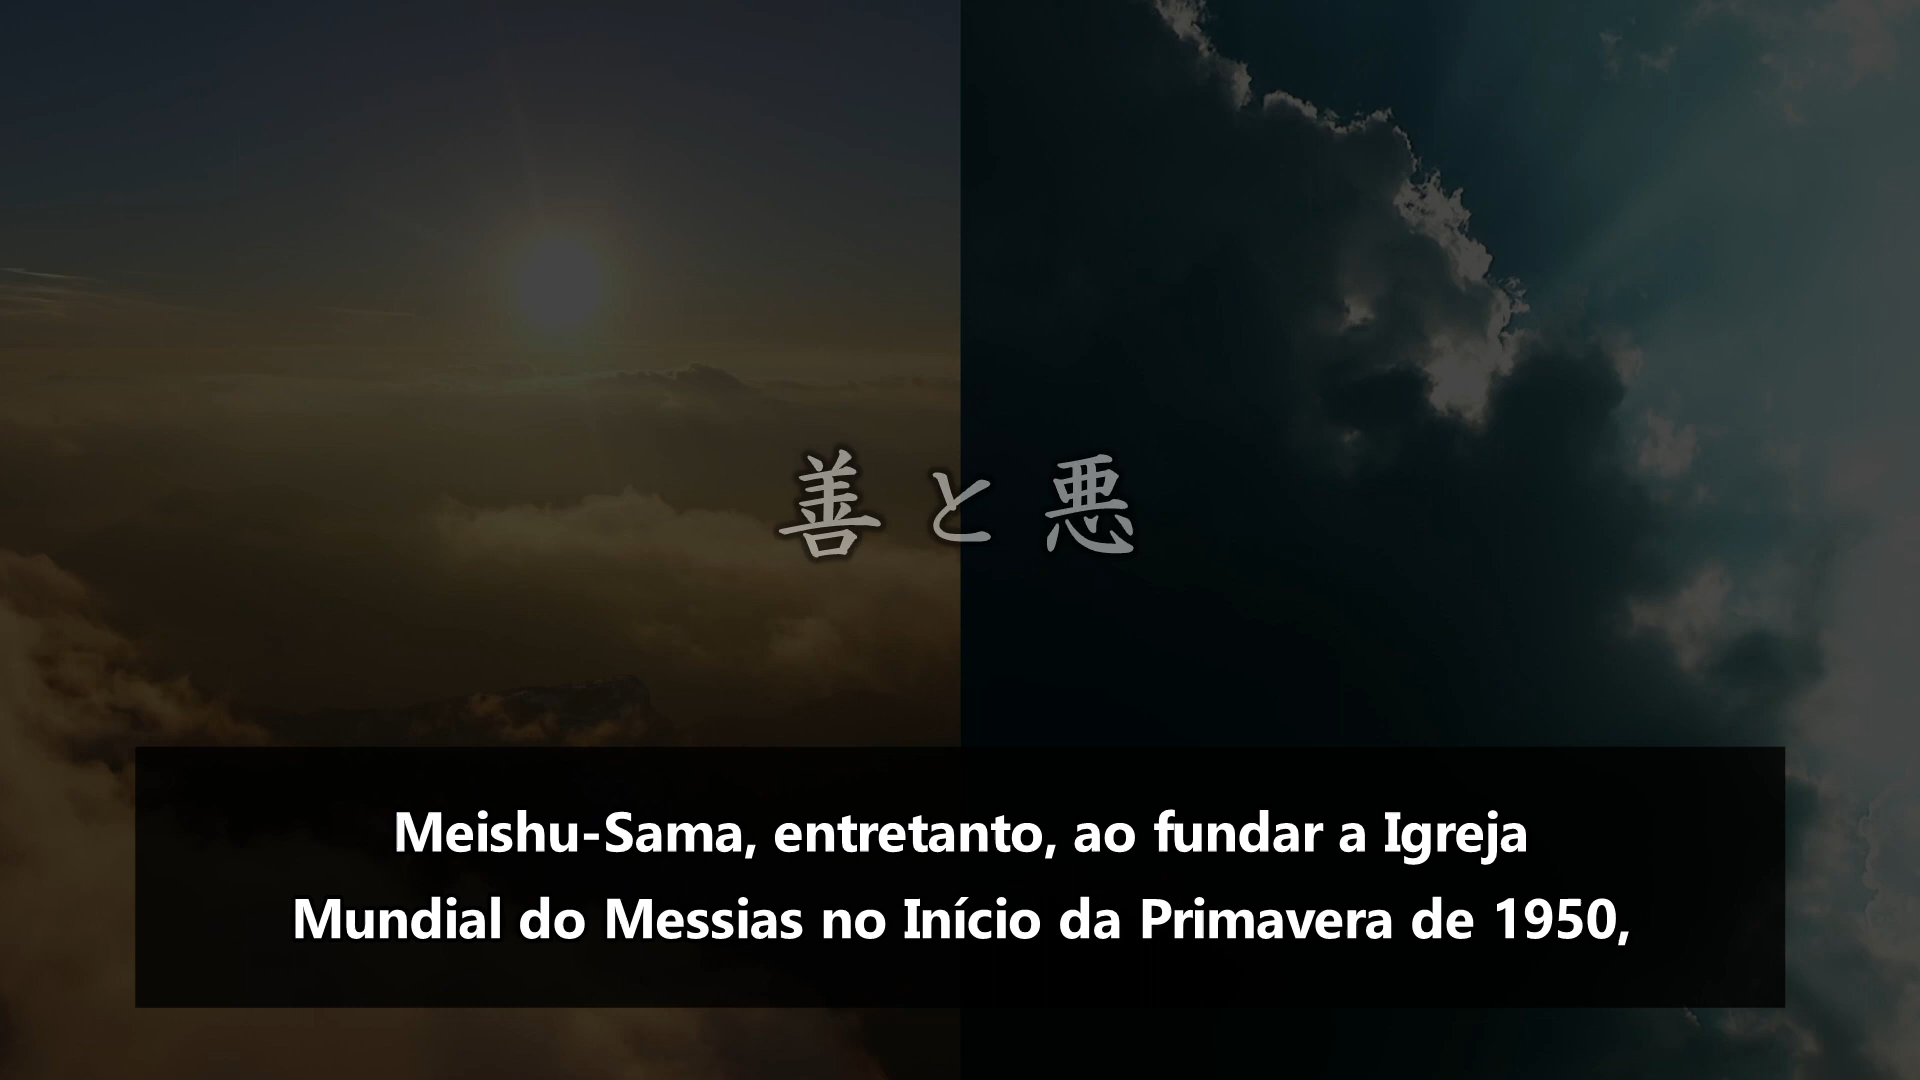 善と悪
Meishu-Sama, entretanto, ao fundar a Igreja
Mundial do Messias no Início da Primavera de 1950,